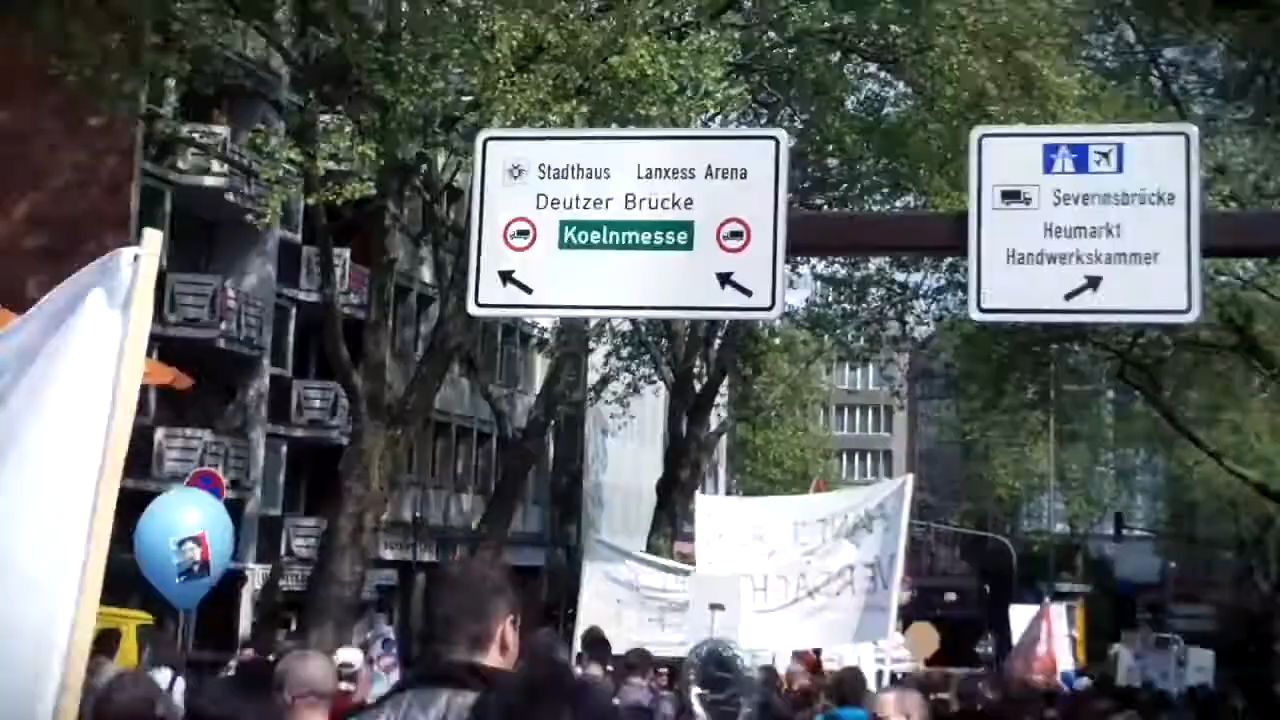 Stadthaus Lanxess Arena
Deutzer Brücke
Koelnmesse
Severinsbrücke
Heumarkt
Handwerkskammer